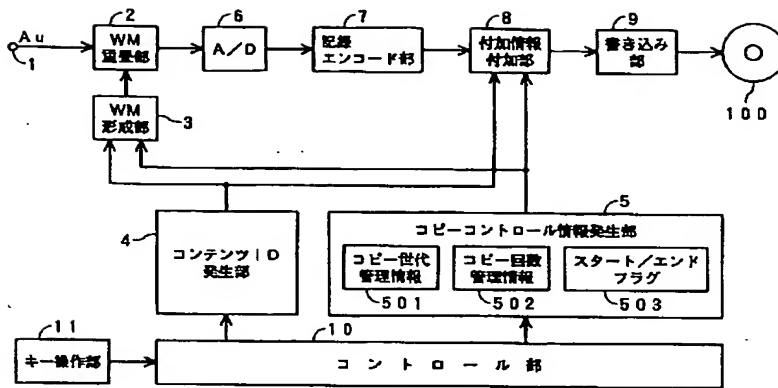 Au
1
2
WM
重畳部
6
A/D
7
記録
エンコード部
8
付加情報
付加部
9
書き込み
部
100
WM
形成部
3
4
コンテンツID
発生部
5
コピーコントロール情報発生部
コピー世代
管理情報
501
コピー回数
管理情報
502
スタート/エンド
フラグ
503
11
キー操作部
10
コントロール部